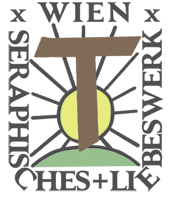 x WIEN x
SERAPHISCHES+LIEBESWERK
T